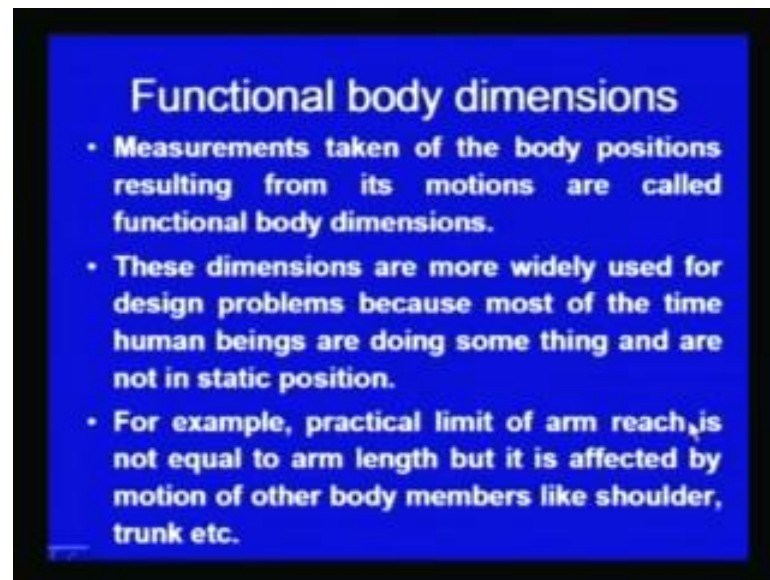 Functional body dimensions
• Measurements taken of the body positions
resulting from its motions are called
functional body dimensions.
• These dimensions are more widely used for
design problems because most of the time
human beings are doing some thing and are
not in static position.
• For example, practical limit of arm reach is
not equal to arm length but it is affected by
motion of other body members like shoulder,
trunk etc.